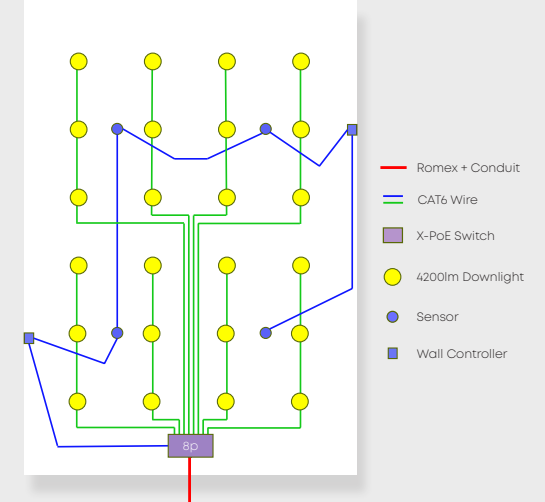 Romex + Conduit
CAT6 Wire
X-PoE Switch
4200lm Downlight
Sensor
Wall Controller
8p